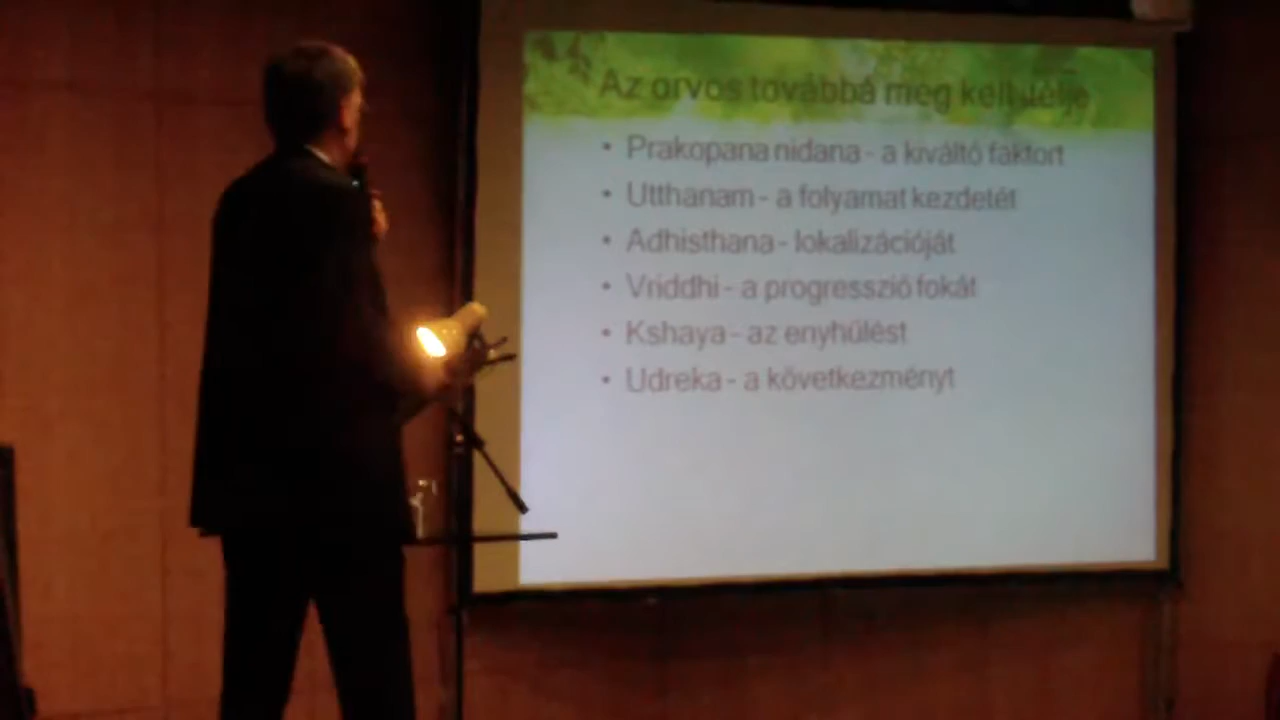 Az orvos továbbá meg kell ítélje
• Prakopana nidana - a kiváltó faktort
• Utthanam - a folyamat kezdetét
• Adhisthana - lokalizációját
• Vriddhi - a progresszió fokát
• Kshaya - az enyhülést
• Udreka - a következményt